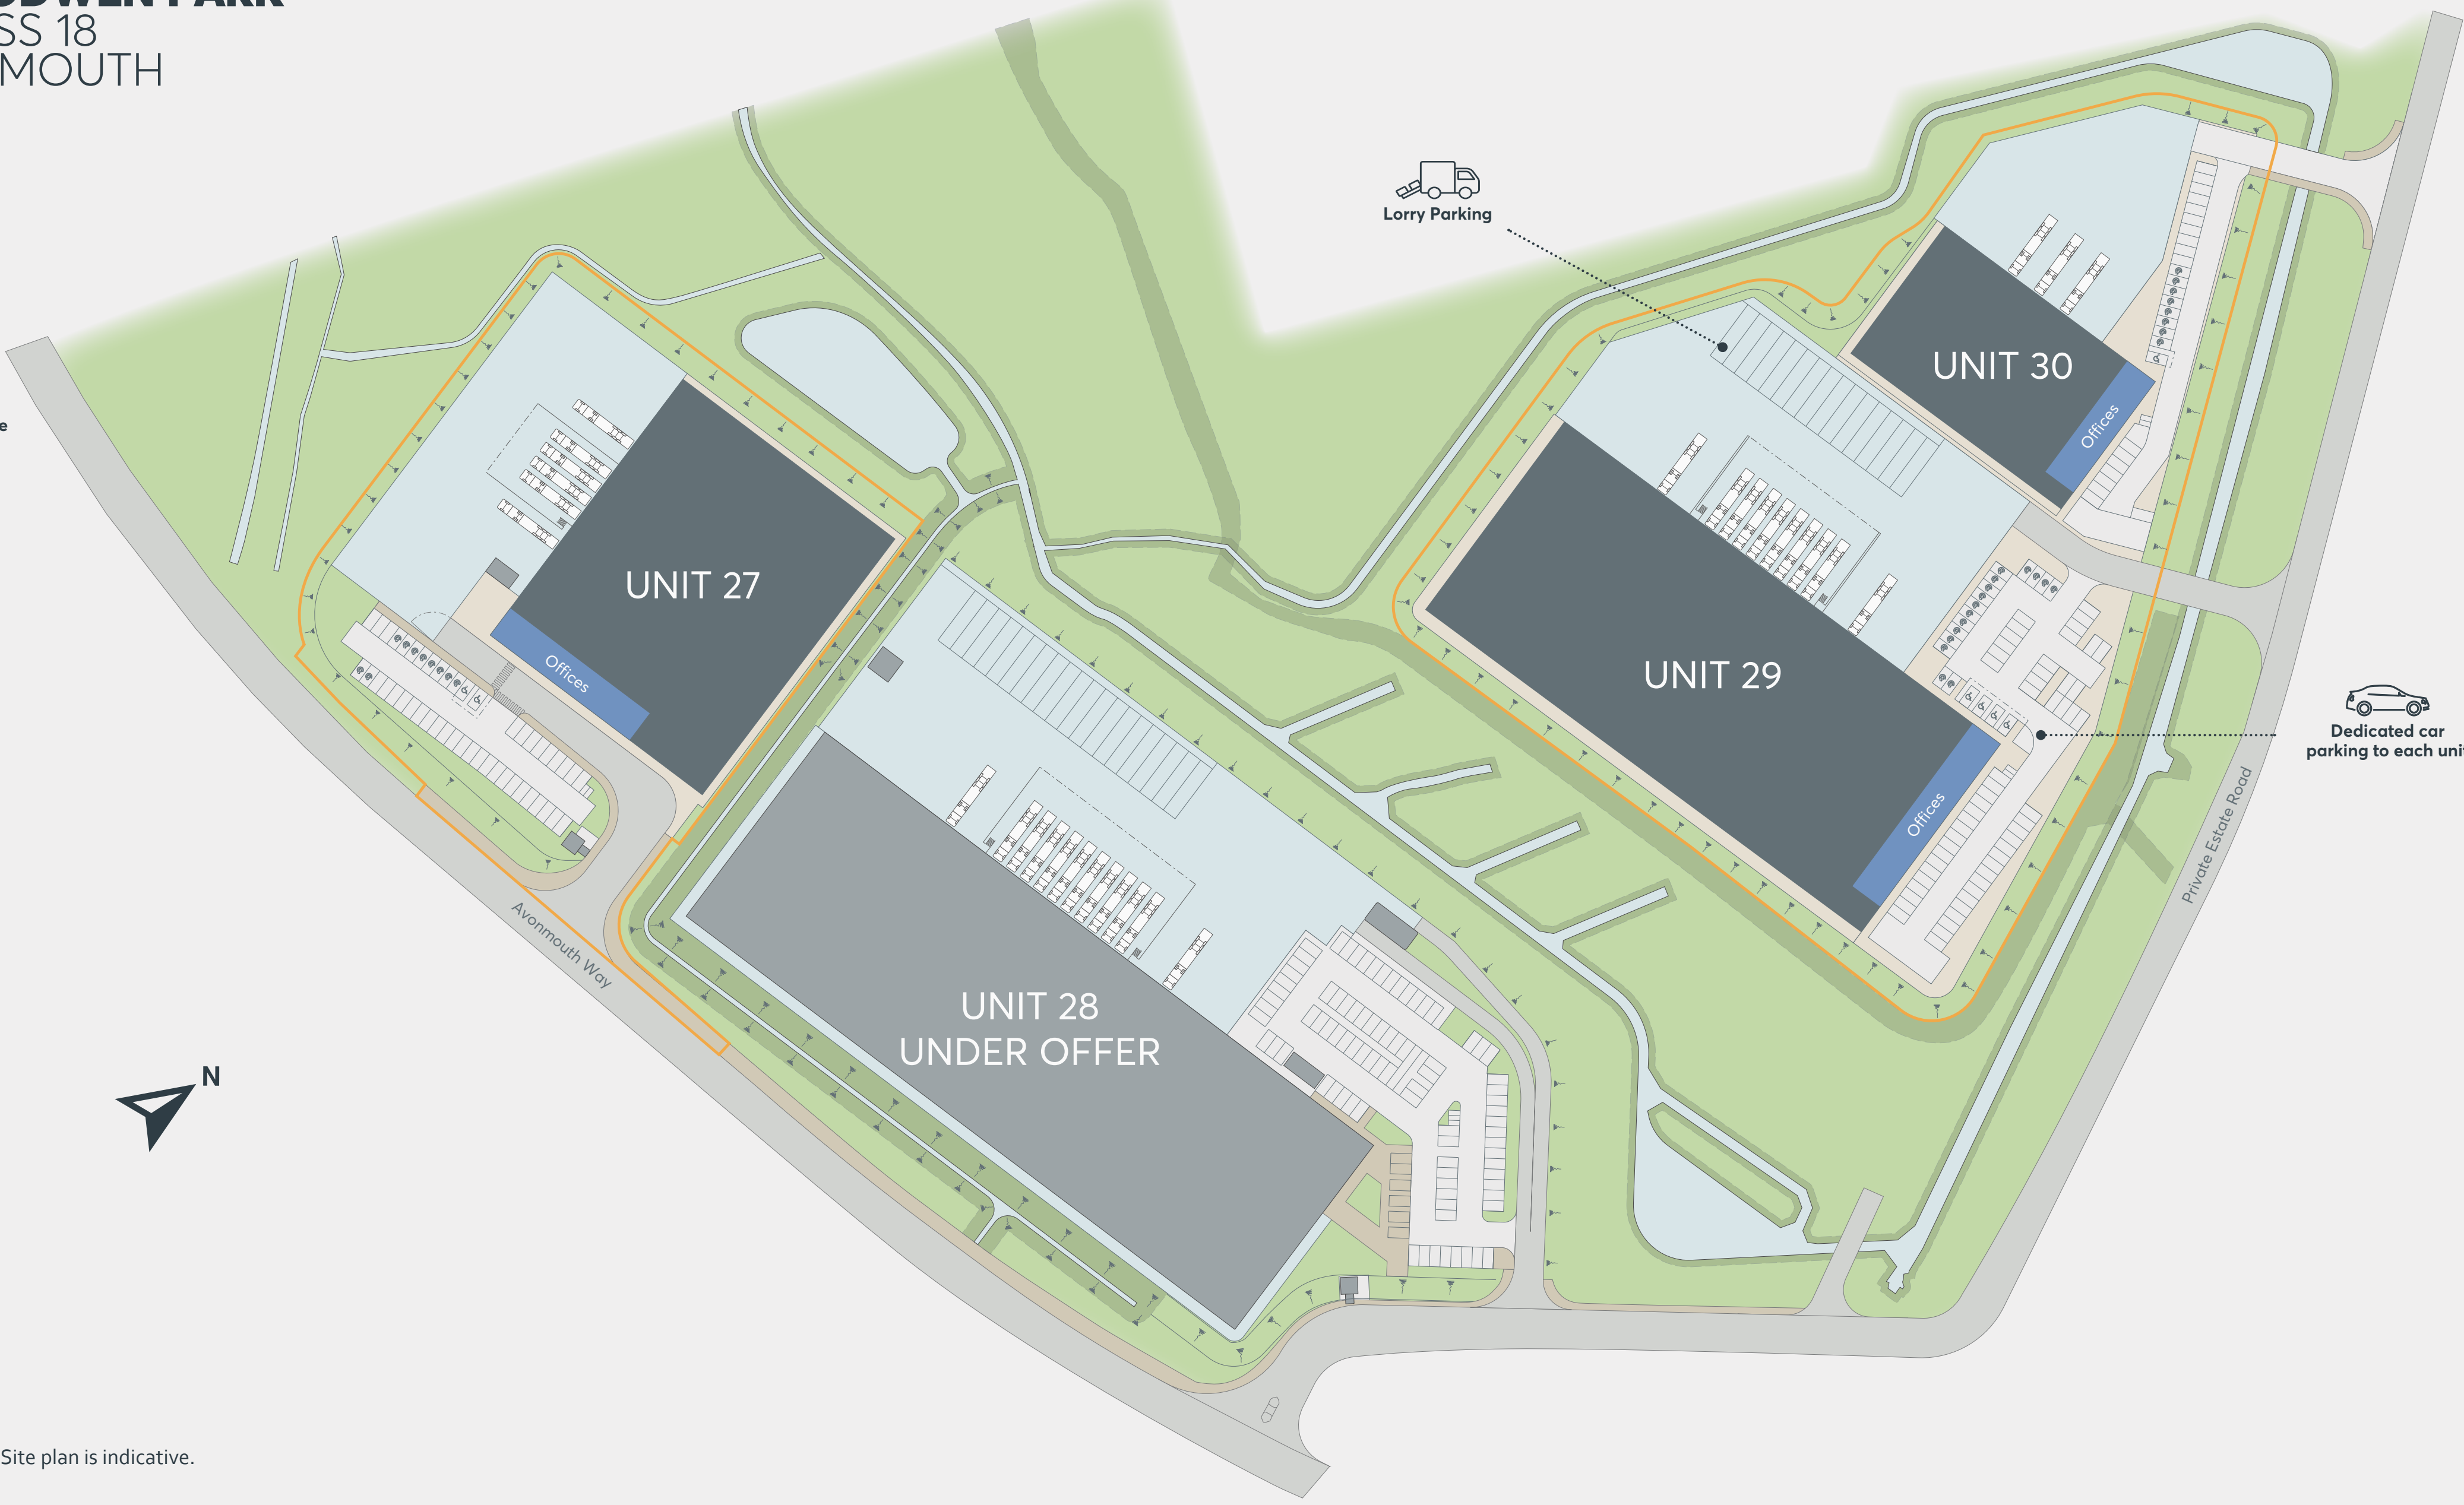 SS 18
MOUTH
Lorry Parking
UNIT 30
Offices
UNIT 27
Offices
UNIT 29
Offices
Dedicated car
parking to each unit
Private Estate Road
Avonmouth Way
UNIT 28
UNDER OFFER
N
Site plan is indicative.